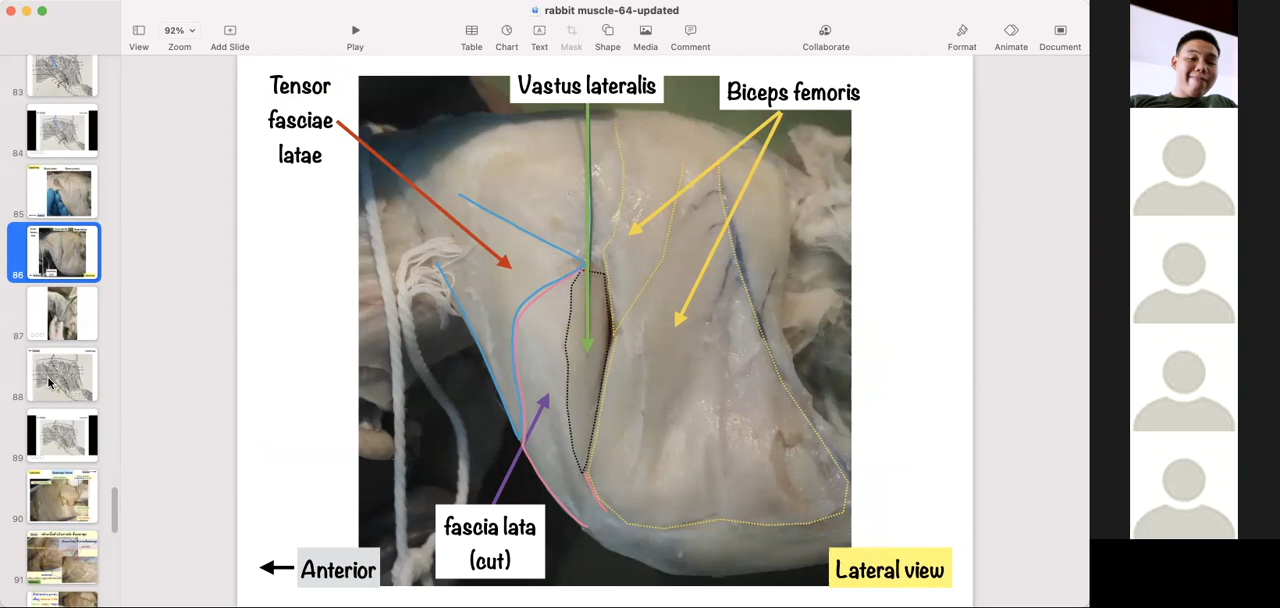 rabbit muscle-64-updated
92%
View
Zoom
Add Slide
Play
Table
Chart
Text
Mask
Shape
Media
Comment
Collaborate
Format
Animate
Document
83
84
85
86
87
88
89
90
91
Tensor
fasciae
latae
Vastus lateralis
Biceps femoris
fascia lata
(cut)
Anterior
Lateral view